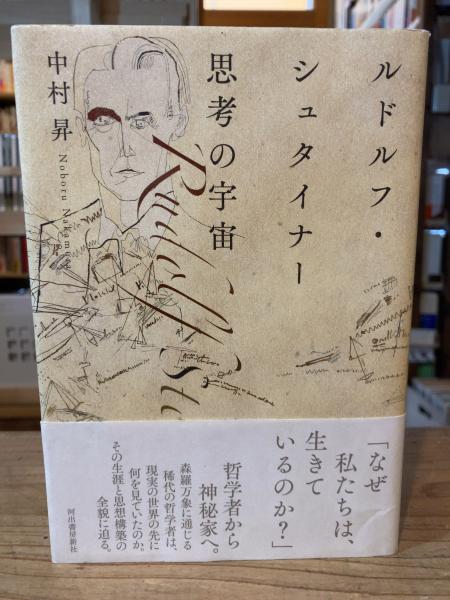 ルドルフ・
シュタイナー
思考の宇宙
中村 昇
Noboru Nakamura
Rudolf St
「なぜ
私たちは、
生きて
いるのか?」
哲学者から
神秘家へ。
森羅万象に通じる
稀代の哲学者は、
現実の世界の先に
何を見ていたのか。
その生涯と思想構築の
全貌に迫る。
河出書房新社